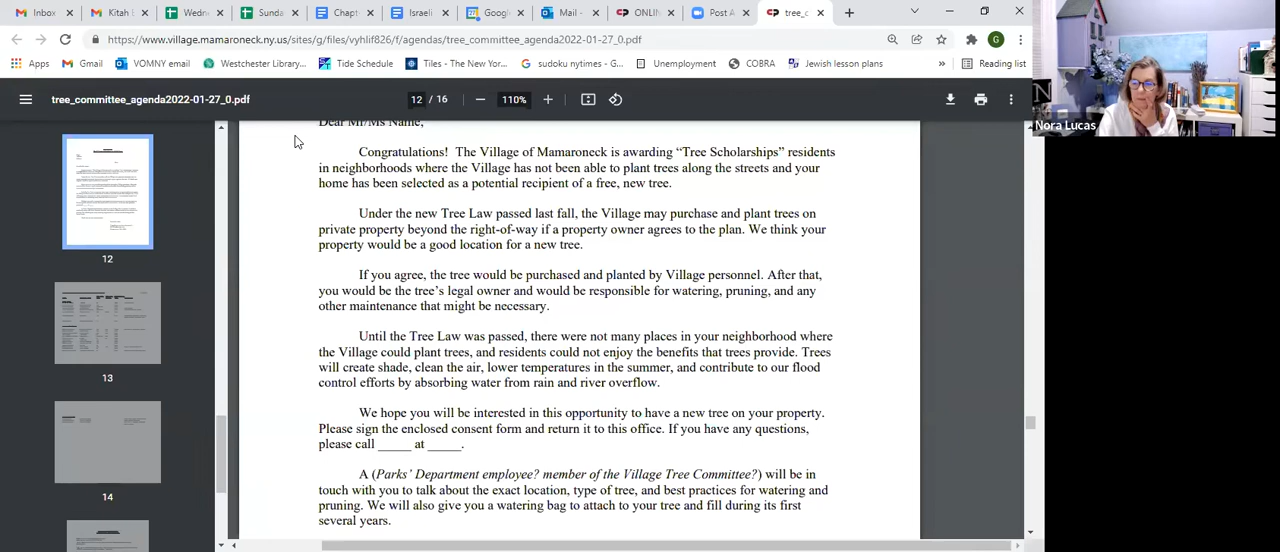 Inbox
Kitah E
Wedn
Sunda
Chapt
Israeli
Googl
Mail -
ONLIN
Post A
tree_c
https://www.village.mamaroneck.ny.us/sites/g/files/vyhlif826/f/agendas/tree_committee_agenda2022-01-27_0.pdf
G
Apps
Gmail
VOMNY email
Westchester Library...
Ride Schedule
Tiles - The New Yor...
sudoku nytimes - G...
Unemployment
COBRA
Jewish lesson plans
»
Reading list
tree_committee_agenda2022-01-27_0.pdf
12 / 16
110%
Nora Lucas
12
13
14
Dear Mr/Ms Name,
Congratulations! The Village of Mamaroneck is awarding “Tree Scholarships” residents
in neighborhoods where the Village has not been able to plant trees along the streets and your
home has been selected as a potential recipient of a free, new tree.
Under the new Tree Law passed last fall, the Village may purchase and plant trees on
private property beyond the right-of-way if a property owner agrees to the plan. We think your
property would be a good location for a new tree.
If you agree, the tree would be purchased and planted by Village personnel. After that,
you would be the tree’s legal owner and would be responsible for watering, pruning, and any
other maintenance that might be necessary.
Until the Tree Law was passed, there were not many places in your neighborhood where
the Village could plant trees, and residents could not enjoy the benefits that trees provide. Trees
will create shade, clean the air, lower temperatures in the summer, and contribute to our flood
control efforts by absorbing water from rain and river overflow.
We hope you will be interested in this opportunity to have a new tree on your property.
Please sign the enclosed consent form and return it to this office. If you have any questions,
please call _____ at _____.
A (Parks’ Department employee? member of the Village Tree Committee?) will be in
touch with you to talk about the exact location, type of tree, and best practices for watering and
pruning. We will also give you a watering bag to attach to your tree and fill during its first
several years.